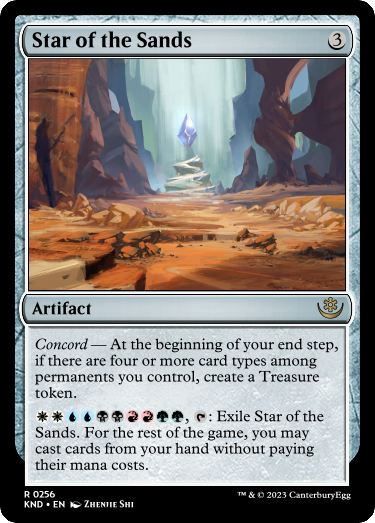 Star of the Sands 3
Artifact
Concord — At the beginning of your end step,
if there are four or more card types among
permanents you control, create a Treasure
token.
, : Exile Star of the
Sands. For the rest of the game, you may
cast cards from your hand without paying
their mana costs.
R 0256
KND • EN Zhenjie Shi
™ & © 2023 CanterburyEgg